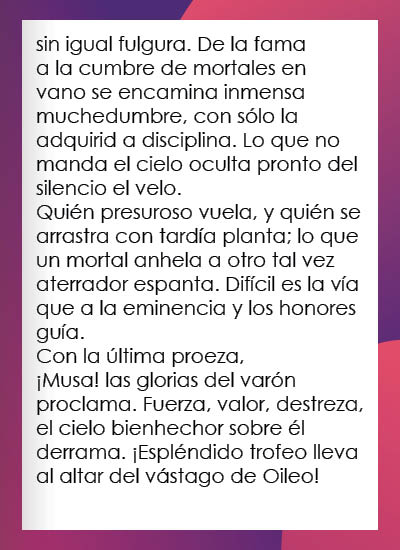 sin igual fulgura. De la fama
a la cumbre de mortales en
vano se encamina inmensa
muchedumbre, con sólo la
adquirid a disciplina. Lo que no
manda el cielo oculta pronto del
silencio el velo.
Quién presuroso vuela, y quién se
arrastra con tardía planta; lo que
un mortal anhela a otro tal vez
aterrador espanta. Difícil es la vía
que a la eminencia y los honores
guía.
Con la última proeza,
¡Musa! las glorias del varón
proclama. Fuerza, valor, destreza,
el cielo bienhechor sobre él
derrama. ¡Espléndido trofeo lleva
al altar del vástago de Oileo!